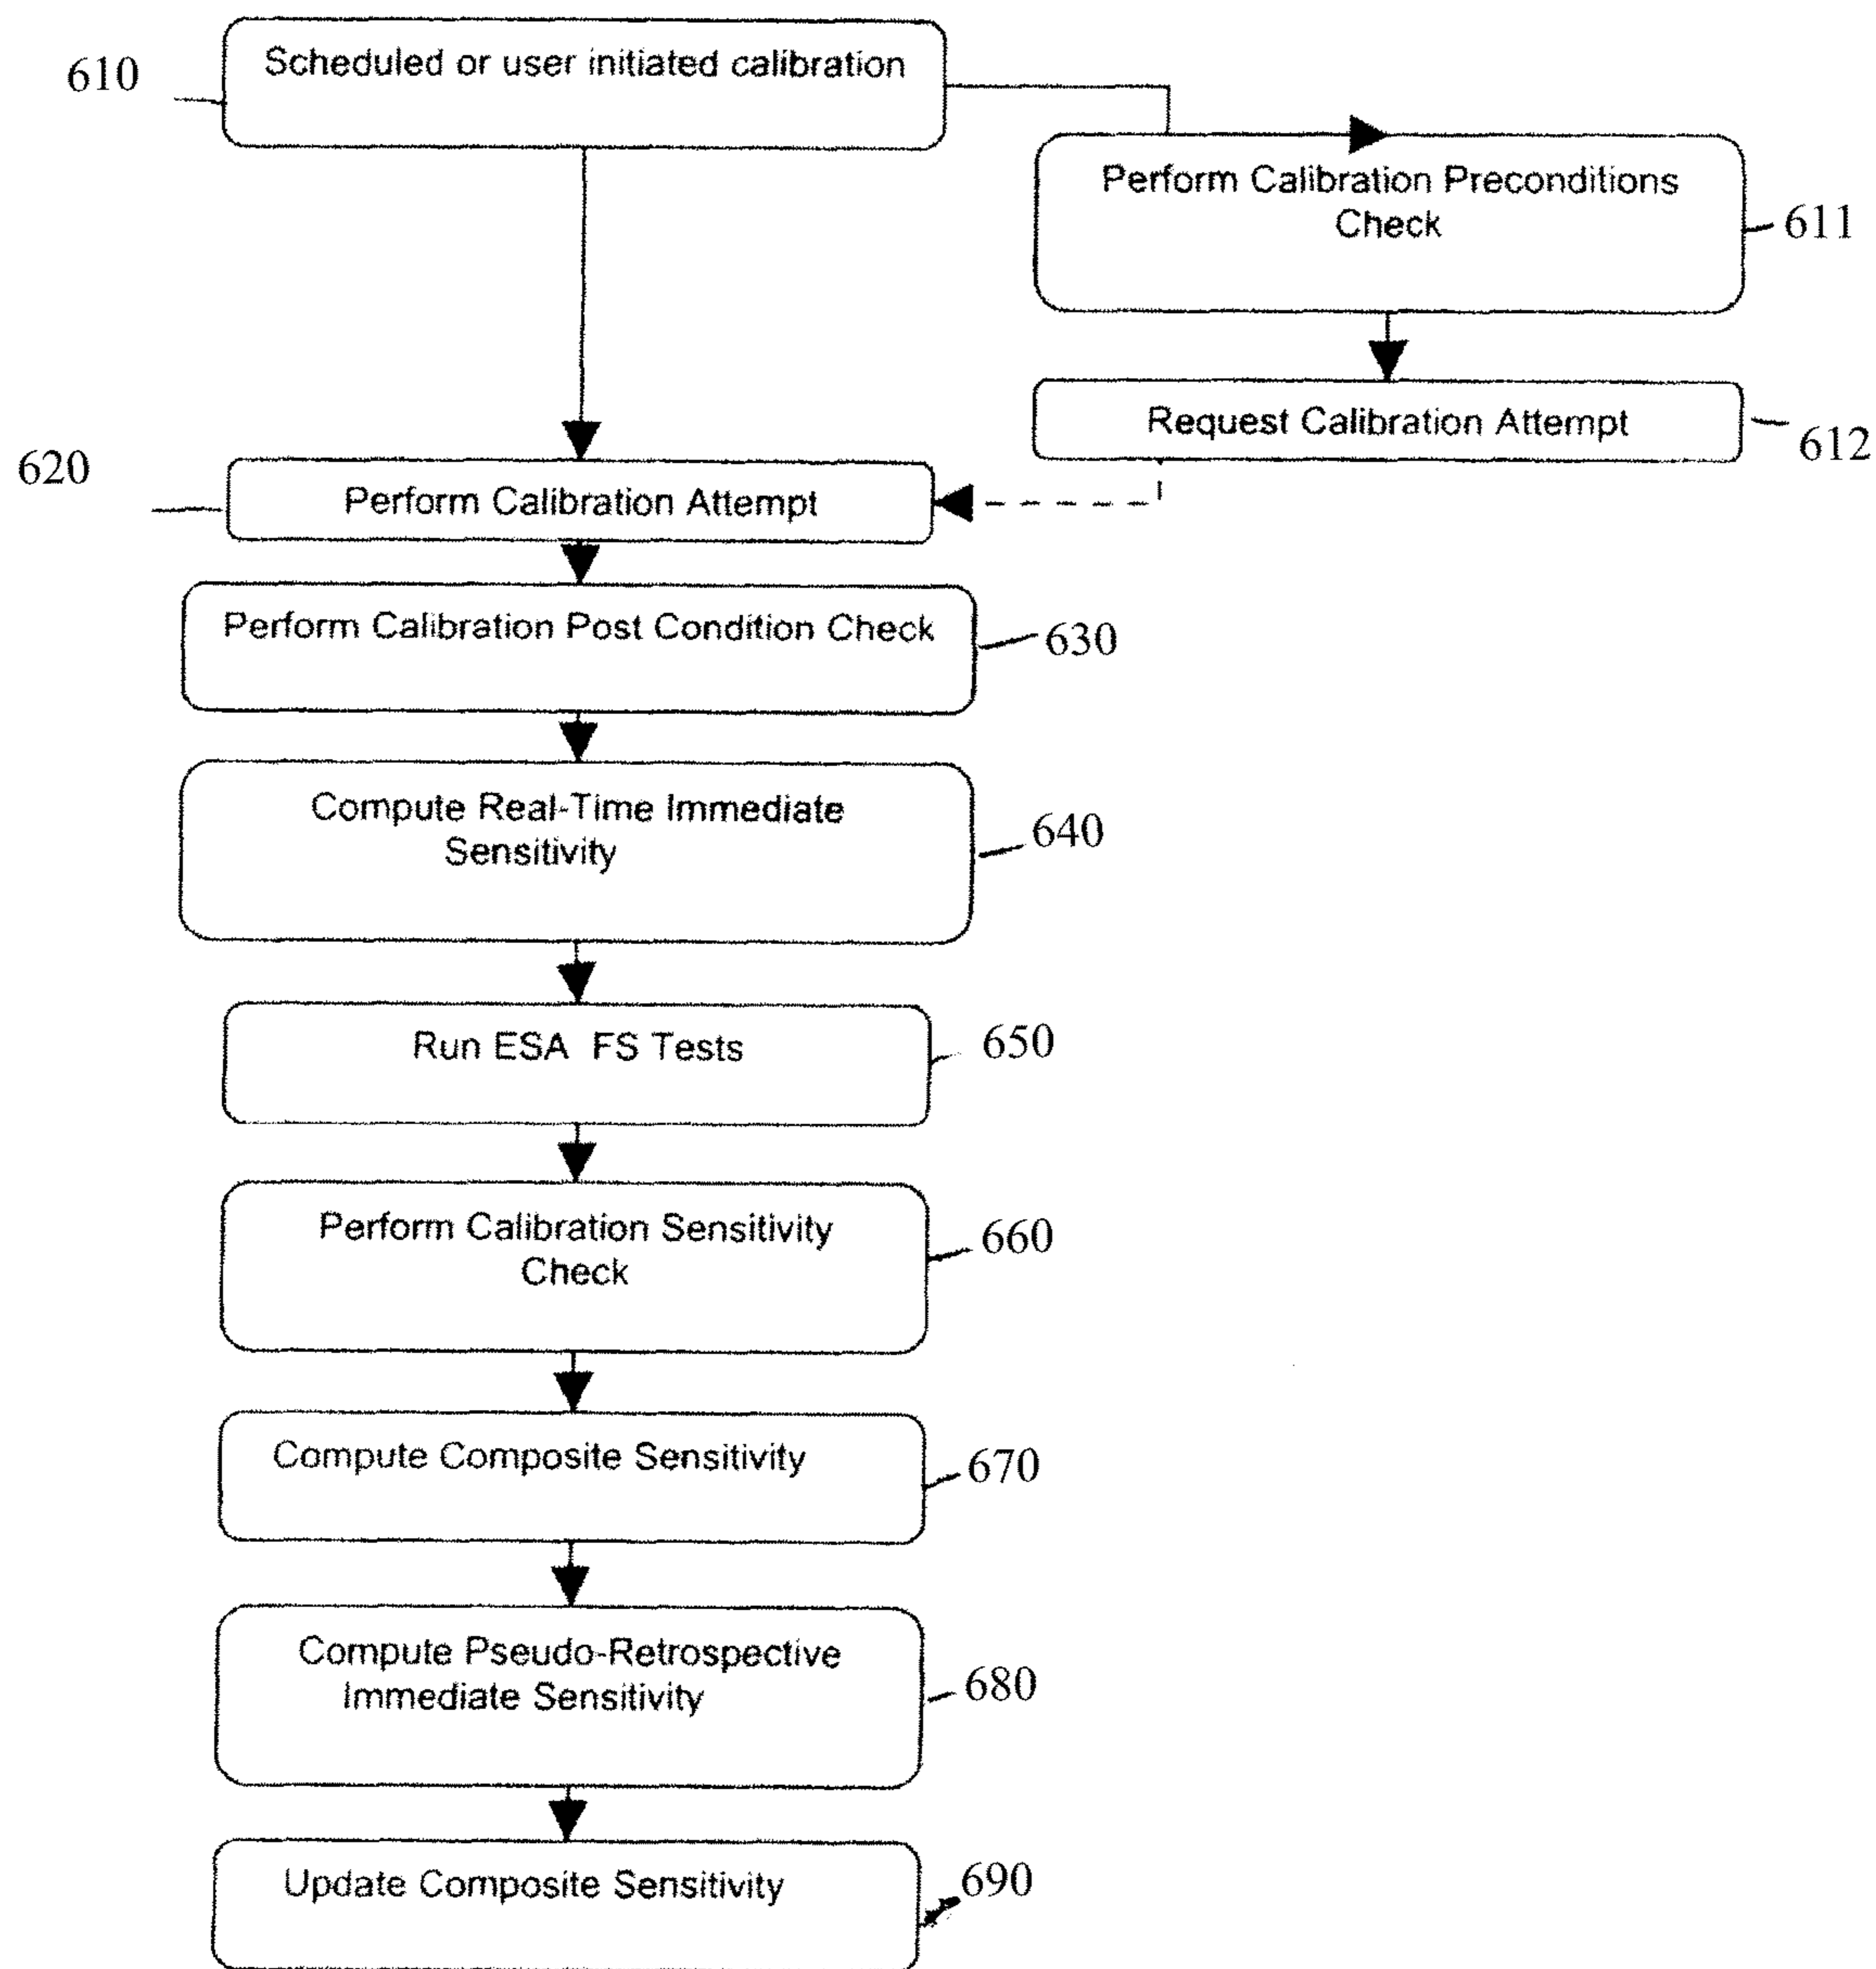 610
Scheduled or user initiated calibration
Perform Calibration Preconditions
Check
611
Request Calibration Attempt
612
620
Perform Calibration Attempt
Perform Calibration Post Condition Check
630
Compute Real-Time Immediate
Sensitivity
640
Run ESA FS Tests
650
Perform Calibration Sensitivity
Check
660
Compute Composite Sensitivity
670
Compute Pseudo-Retrospective
Immediate Sensitivity
680
Update Composite Sensitivity
690